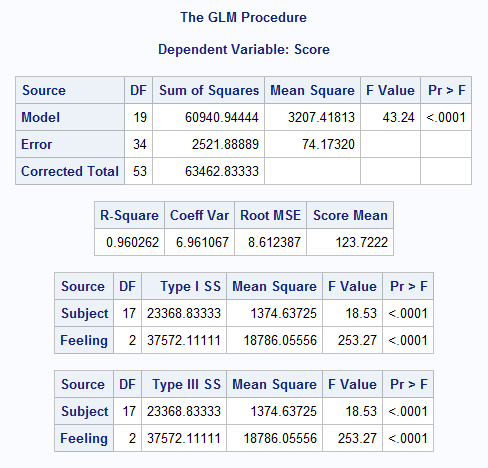 The GLM Procedure
Dependent Variable: Score
Source DF Sum of Squares Mean Square F Value Pr > F
Model 19 60940.94444 3207.41813 43.24 <.0001
Error 34 2521.88889 74.17320
Corrected Total 53 63462.83333
R-Square Coeff Var Root MSE Score Mean
0.960262 6.961067 8.612387 123.7222
Source DF Type I SS Mean Square F Value Pr > F
Subject 17 23368.83333 1374.63725 18.53 <.0001
Feeling 2 37572.11111 18786.05556 253.27 <.0001
Source DF Type III SS Mean Square F Value Pr > F
Subject 17 23368.83333 1374.63725 18.53 <.0001
Feeling 2 37572.11111 18786.05556 253.27 <.0001